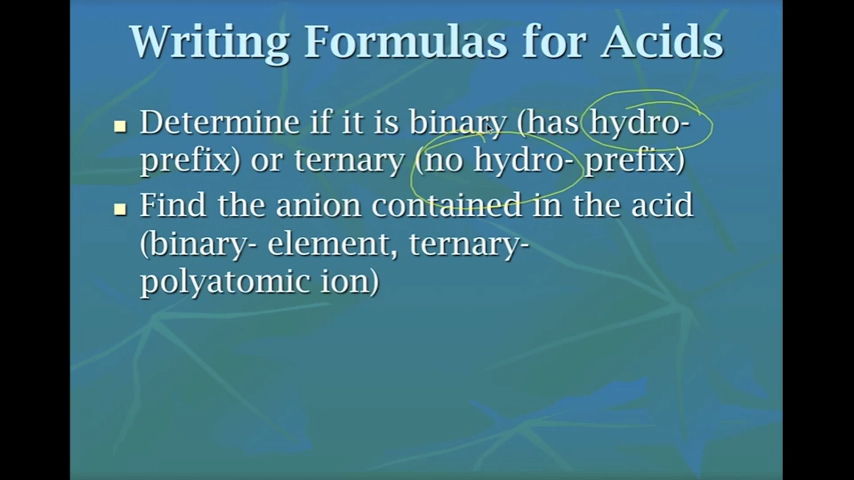 Writing Formulas for Acids
Determine if it is binary (has hydro-
prefix) or ternary (no hydro- prefix)
Find the anion contained in the acid
(binary- element, ternary-
polyatomic ion)